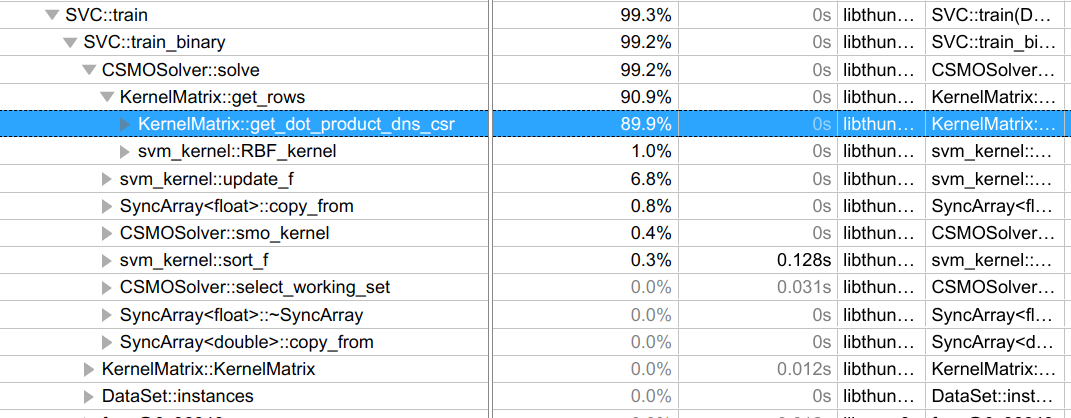 SVC::train 99.3% 0s libthun… SVC::train(D…
SVC::train_binary 99.2% 0s libthun… SVC::train_bi…
CSMOSolver::solve 99.2% 0s libthun… CSMOSolver…
KernelMatrix::get_rows 90.9% 0s libthun… KernelMatrix:…
KernelMatrix::get_dot_product_dns_csr 89.9% 0s libthun… KernelMatrix:…
svm_kernel::RBF_kernel 1.0% 0s libthun… svm_kernel::…
svm_kernel::update_f 6.8% 0s libthun… svm_kernel::…
SyncArray<float>::copy_from 0.8% 0s libthun… SyncArray<fl…
CSMOSolver::smo_kernel 0.4% 0s libthun… CSMOSolver…
svm_kernel::sort_f 0.3% 0.128s libthun… svm_kernel::…
CSMOSolver::select_working_set 0.0% 0.031s libthun… CSMOSolver…
SyncArray<float>::~SyncArray 0.0% 0s libthun… SyncArray<fl…
SyncArray<double>::copy_from 0.0% 0s libthun… SyncArray<d…
KernelMatrix::KernelMatrix 0.0% 0.012s libthun… KernelMatrix:…
DataSet::instances 0.0% 0s libthun… DataSet::inst…